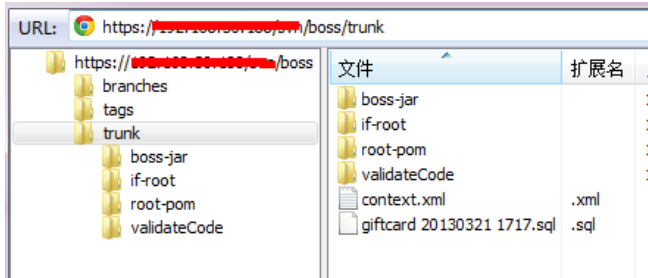 URL: https:/ /boss/trunk
https:// /boss
branches
tags
trunk
boss-jar
if-root
root-pom
validateCode
文件 扩展名
boss-jar
if-root
root-pom
validateCode
context.xml .xml
giftcard 20130321 1717.sql .sql